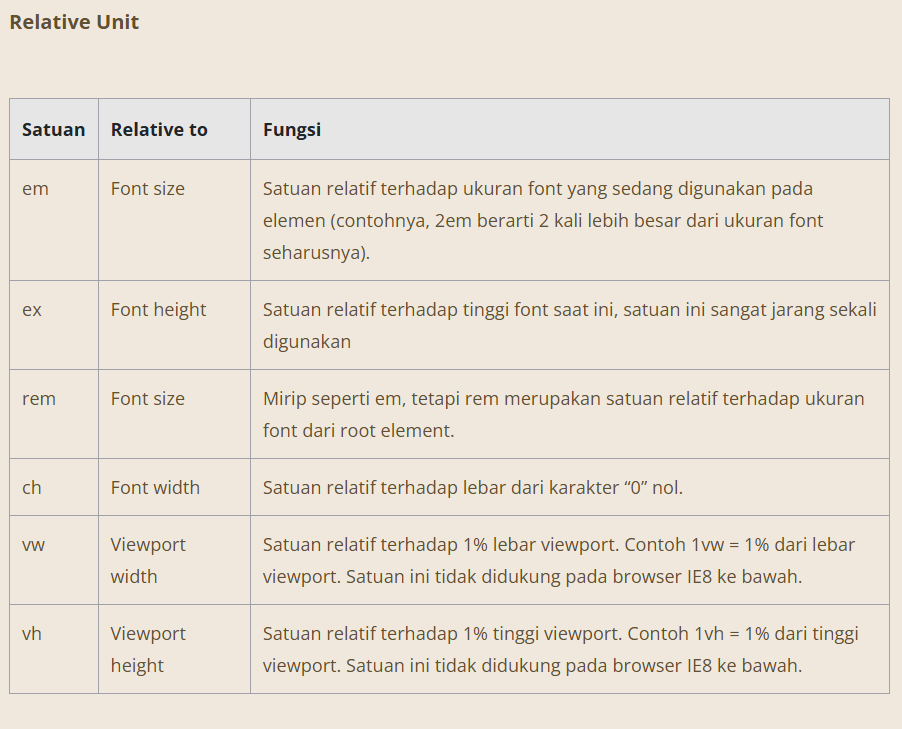 Relative Unit
Satuan Relative to Fungsi
em Font size Satuan relatif terhadap ukuran font yang sedang digunakan pada
elemen (contohnya, 2em berarti 2 kali lebih besar dari ukuran font
seharusnya).
ex Font height Satuan relatif terhadap tinggi font saat ini, satuan ini sangat jarang sekali
digunakan
rem Font size Mirip seperti em, tetapi rem merupakan satuan relatif terhadap ukuran
font dari root element.
ch Font width Satuan relatif terhadap lebar dari karakter “0” nol.
vw Viewport Satuan relatif terhadap 1% lebar viewport. Contoh 1vw = 1% dari lebar
width viewport. Satuan ini tidak didukung pada browser IE8 ke bawah.
vh Viewport Satuan relatif terhadap 1% tinggi viewport. Contoh 1vh = 1% dari tinggi
height viewport. Satuan ini tidak didukung pada browser IE8 ke bawah.